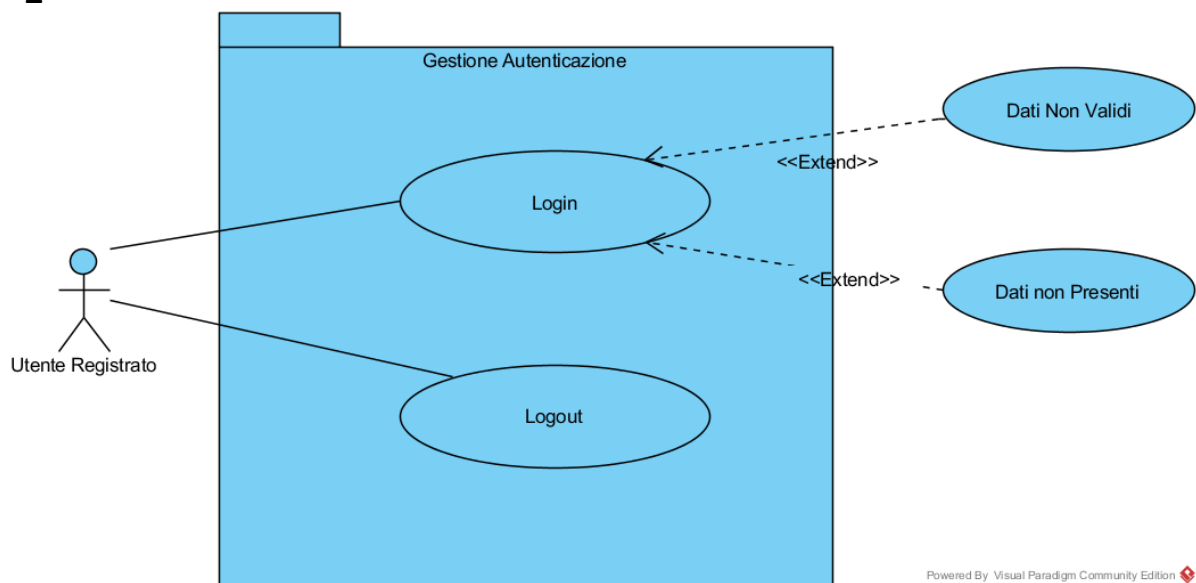 Gestione Autenticazione
Dati Non Validi
<<Extend>>
Login
<<Extend>>
Dati non Presenti
Utente Registrato
Logout
Powered By Visual Paradigm Community Edition